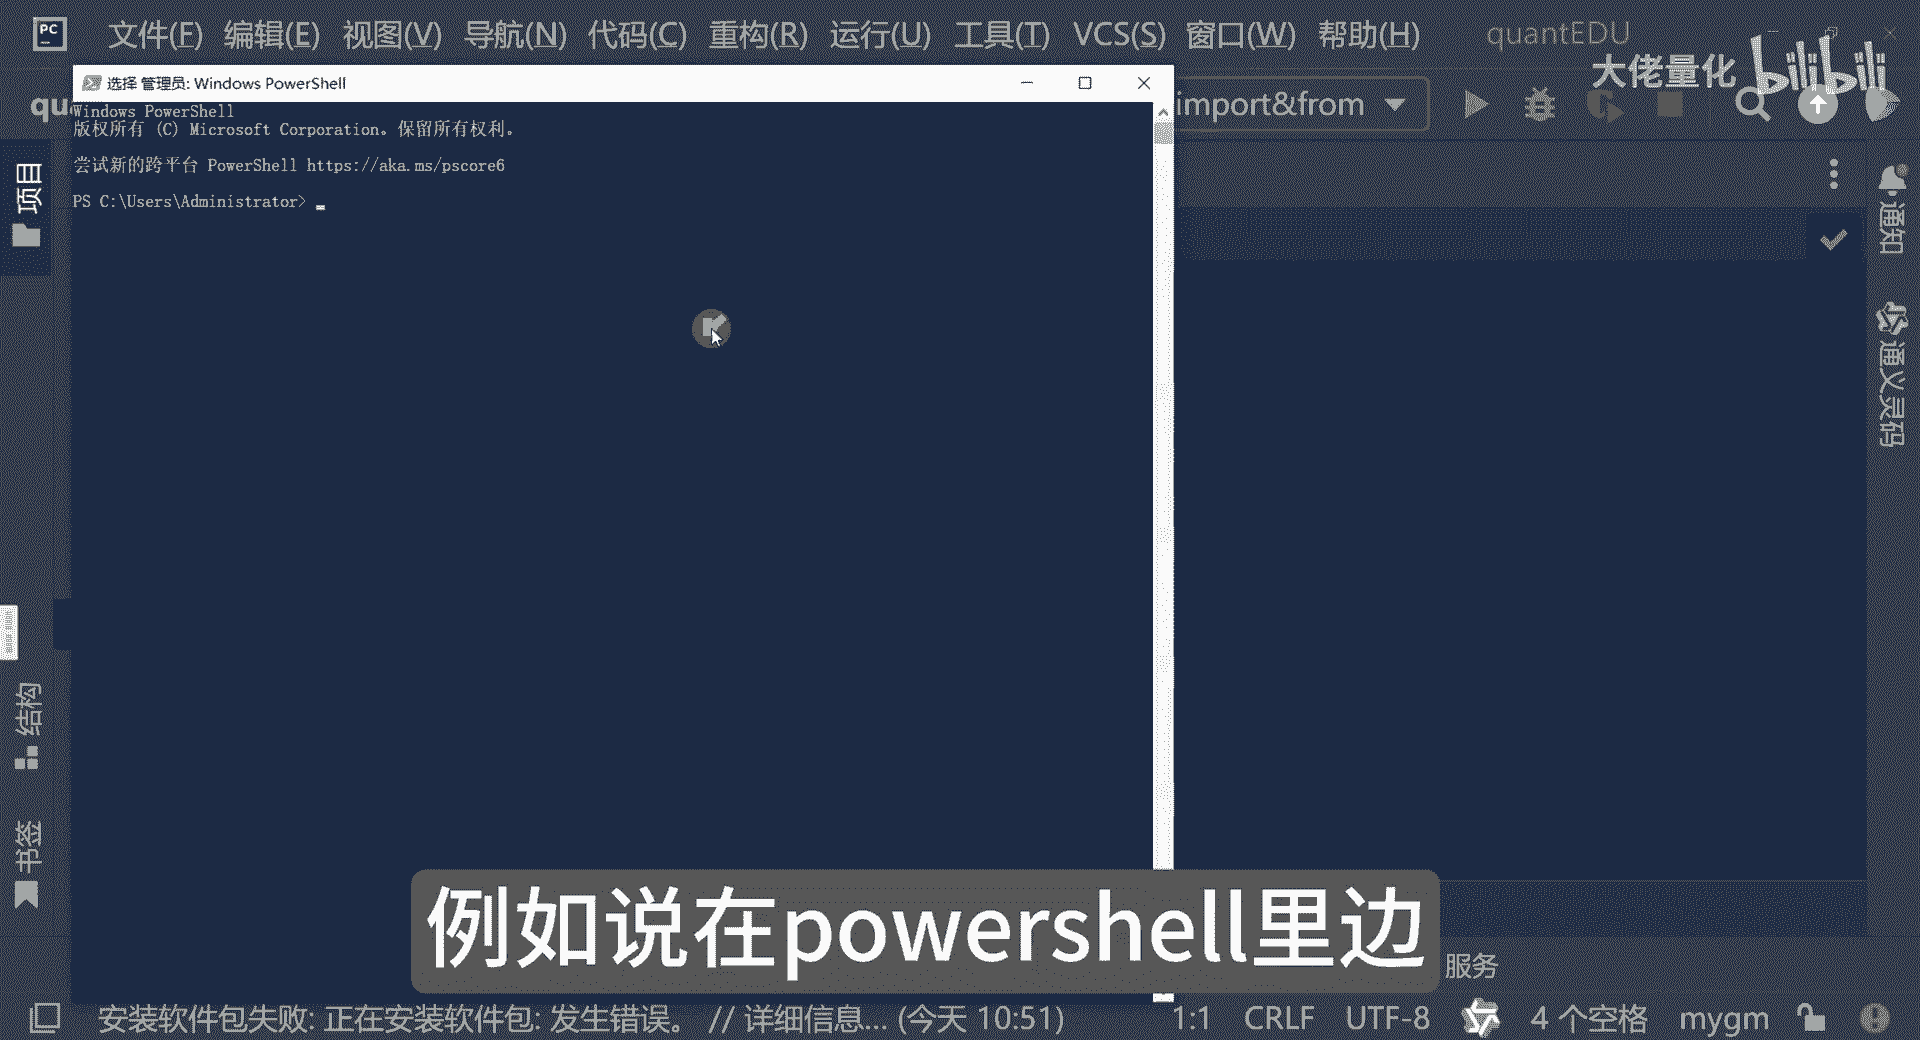 PC
文件(F) 编辑(E) 视图(V) 导航(N) 代码(C) 重构(R) 运行(U) 工具(T) VCS(S) 窗口(W) 帮助(H) quantEDU
大佬量化 bilibili
选择 管理员: Windows PowerShell
qu
import&from
Windows PowerShell
版权所有 (C) Microsoft Corporation。保留所有权利。
尝试新的跨平台 PowerShell https://aka.ms/pscore6
PS C:\Users\Administrator>
项目
通知
通义灵码
结构
书签
例如说在powershell里边
服务
安装软件包失败: 正在安装软件包: 发生错误。 // 详细信息... (今天 10:51) 1:1 CRLF UTF-8 4 个空格 mygm